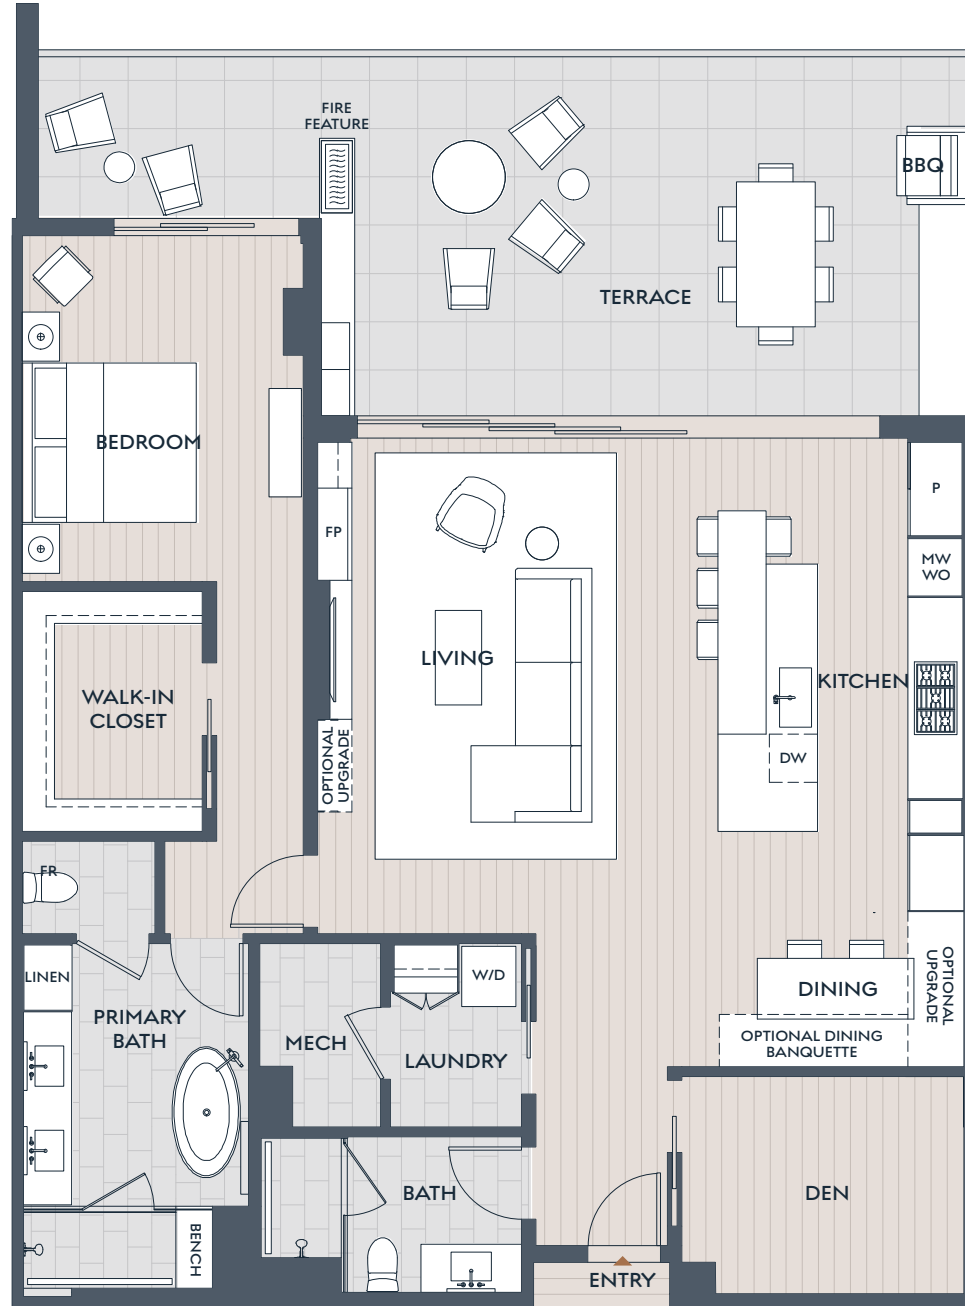 FIRE
FEATURE
BBQ
TERRACE
BEDROOM
P
FP
MW
WO
LIVING
KITCHEN
WALK-IN
CLOSET
OPTIONAL
UPGRADE
DW
FR
LINEN
W/D
DINING
OPTIONAL
UPGRADE
PRIMARY
BATH
MECH
LAUNDRY
OPTIONAL DINING
BANQUETTE
BATH
DEN
BENCH
ENTRY